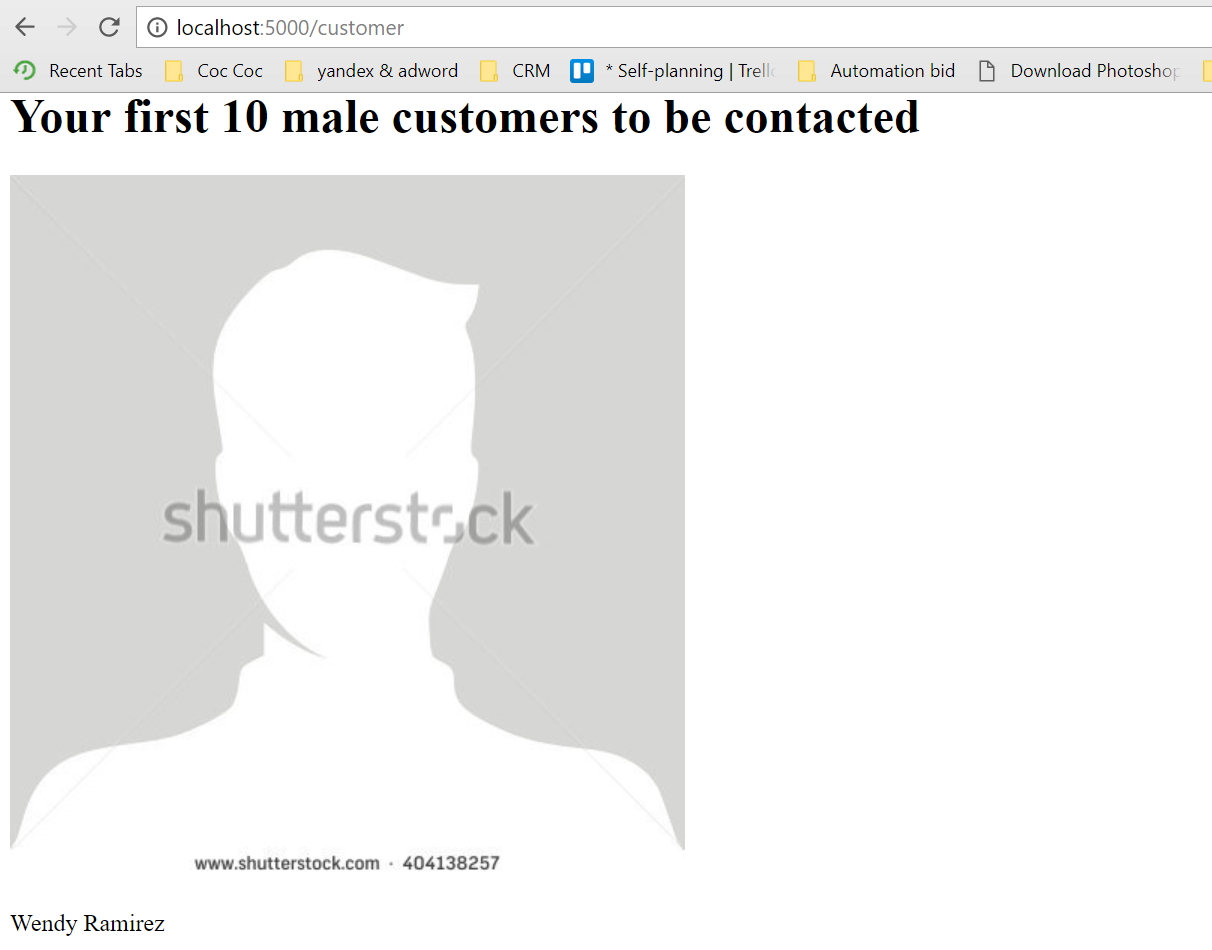 localhost:5000/customer
Recent Tabs Coc Coc yandex & adword CRM * Self-planning | Trello Automation bid Download Photoshop
Your first 10 male customers to be contacted
shutterstock
www.shutterstock.com · 404138257
Wendy Ramirez